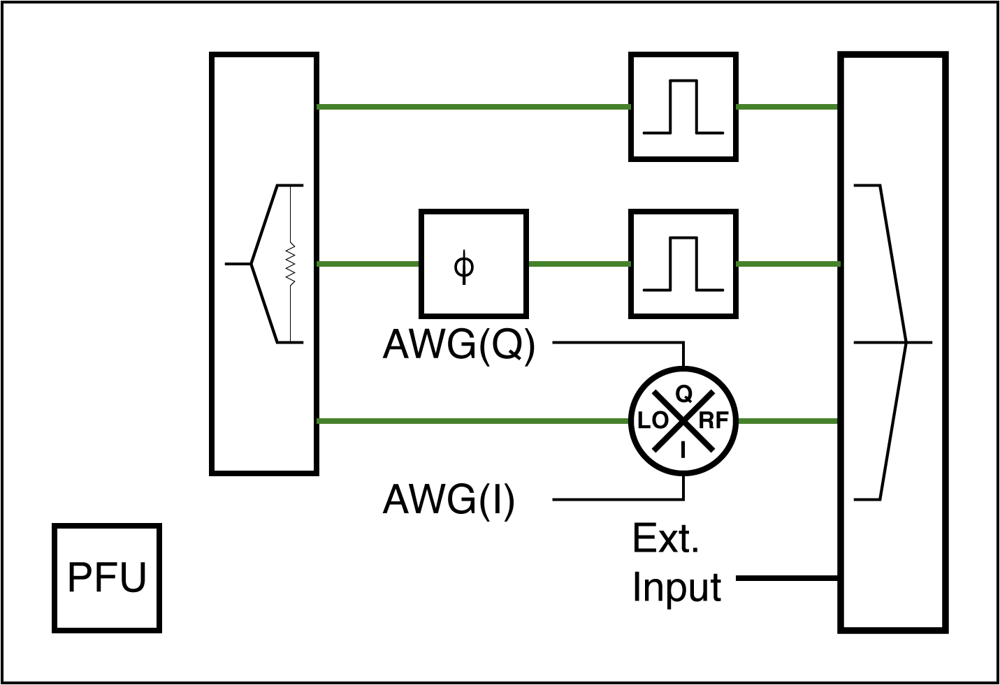 ϕ
AWG(Q)
Q
LO RF
I
AWG(I)
Ext.
Input
PFU